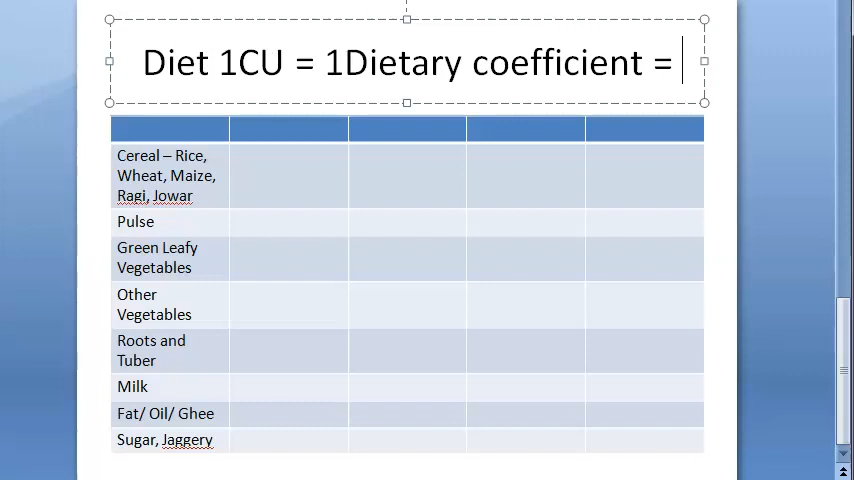 Diet 1CU = 1Dietary coefficient =
Cereal – Rice,
Wheat, Maize,
Ragi, Jowar
Pulse
Green Leafy
Vegetables
Other
Vegetables
Roots and
Tuber
Milk
Fat/ Oil/ Ghee
Sugar, Jaggery